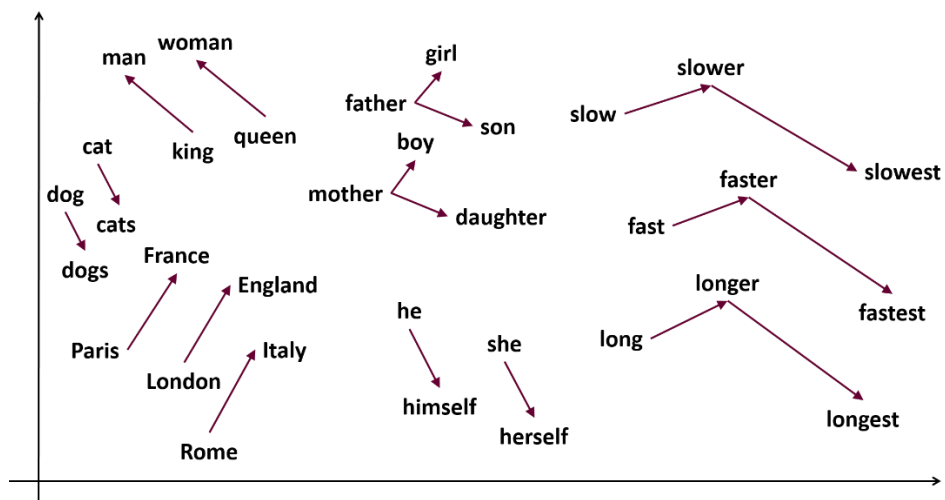 man
woman
king
queen
cat
cats
dog
dogs
France
Paris
England
London
Italy
Rome
girl
father
son
boy
mother
daughter
he
himself
she
herself
slow
slower
slowest
fast
faster
fastest
long
longer
longest